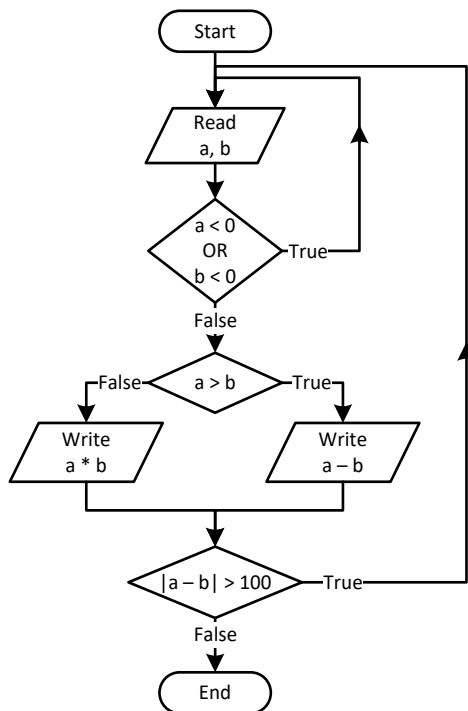 Start
Read
a, b
a < 0
OR
b < 0
True
False
False
a > b
True
Write
a * b
Write
a – b
|a – b| > 100
True
False
End